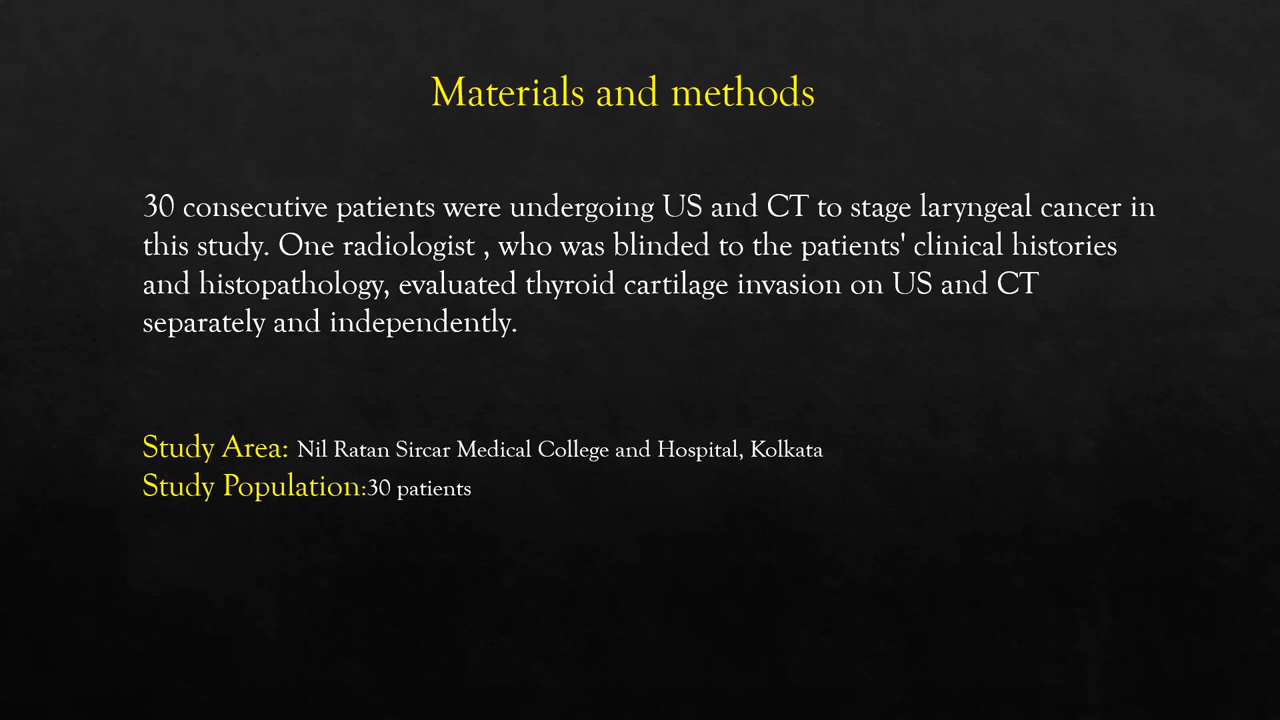 Materials and methods
30 consecutive patients were undergoing US and CT to stage laryngeal cancer in
this study. One radiologist , who was blinded to the patients' clinical histories
and histopathology, evaluated thyroid cartilage invasion on US and CT
separately and independently.
Study Area: Nil Ratan Sircar Medical College and Hospital, Kolkata
Study Population:30 patients